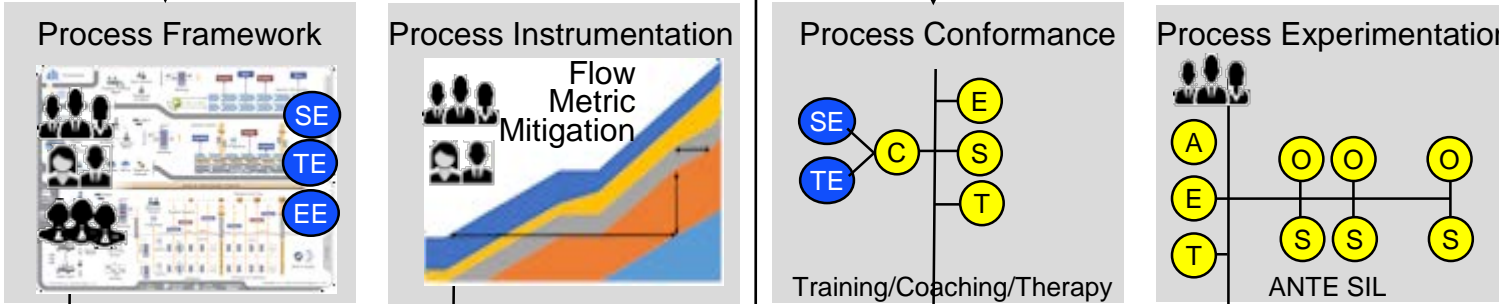 Process Framework
SE
TE
EE
Process Instrumentation
Flow
Metric
Mitigation
Process Conformance
SE
TE
C
E
S
T
Training/Coaching/Therapy
Process Experimentation
A
E
T
O O O
S S S
ANTE SIL